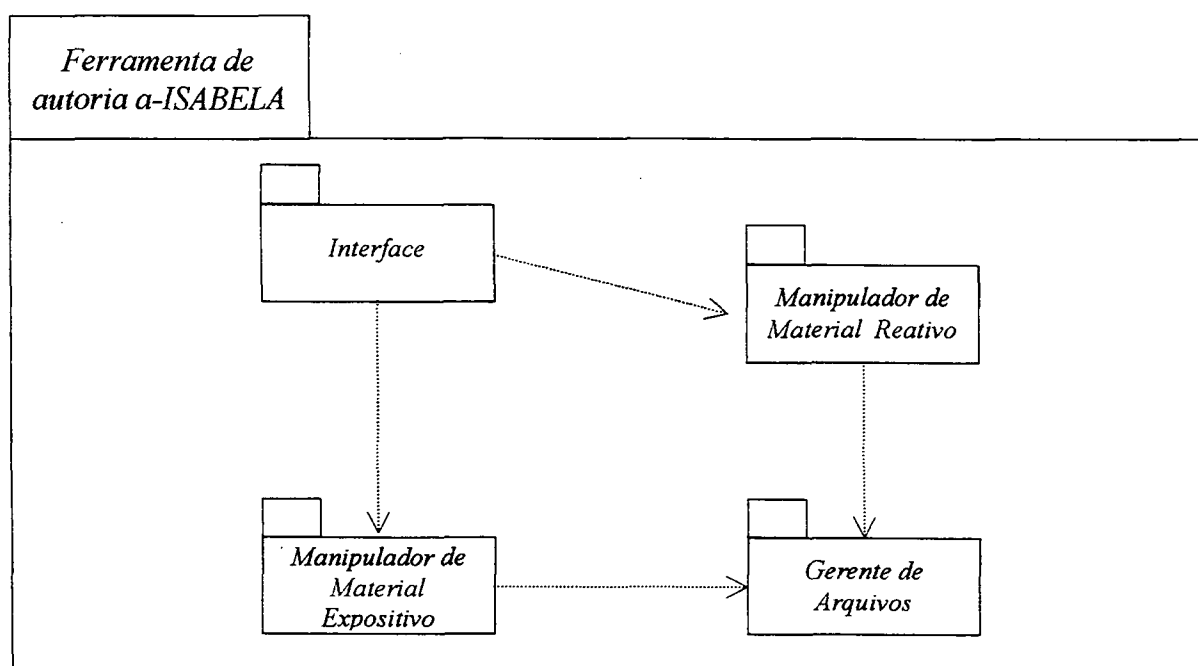 Ferramenta de
autoria a-ISABELA
Interface
Manipulador de
Material Reativo
Manipulador de
Material
Expositivo
Gerente de
Arquivos